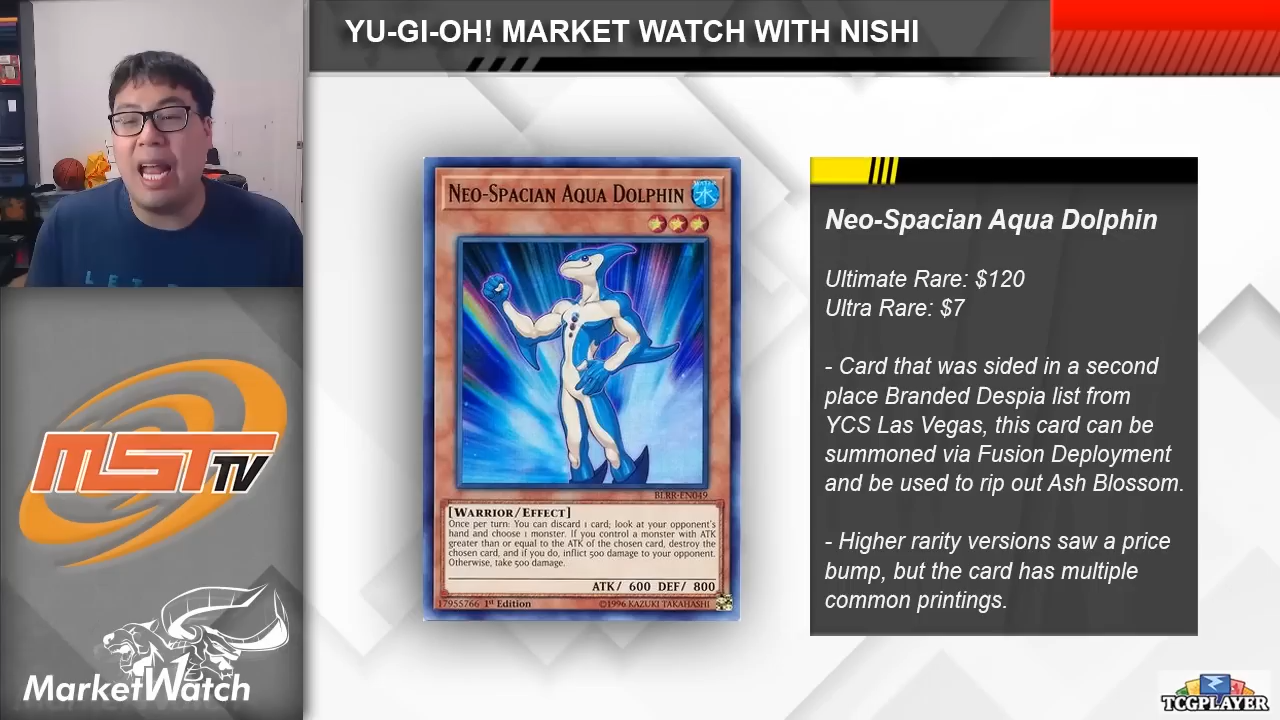 YU-GI-OH! MARKET WATCH WITH NISHI
LET
MST TV
MarketWatch
NEO-SPACIAN AQUA DOLPHIN
WATER
水
BLRR-EN049
[WARRIOR/EFFECT]
Once per turn: You can discard 1 card; look at your opponent's
hand and choose 1 monster. If you control a monster with ATK
greater than or equal to the ATK of the chosen card, destroy the
chosen card, and if you do, inflict 500 damage to your opponent.
Otherwise, take 500 damage.
ATK/ 600 DEF/ 800
17955766 1st Edition ©1996 KAZUKI TAKAHASHI
Neo-Spacian Aqua Dolphin
Ultimate Rare: $120
Ultra Rare: $7
- Card that was sided in a second
place Branded Despia list from
YCS Las Vegas, this card can be
summoned via Fusion Deployment
and be used to rip out Ash Blossom.
- Higher rarity versions saw a price
bump, but the card has multiple
common printings.
TCGPLAYER